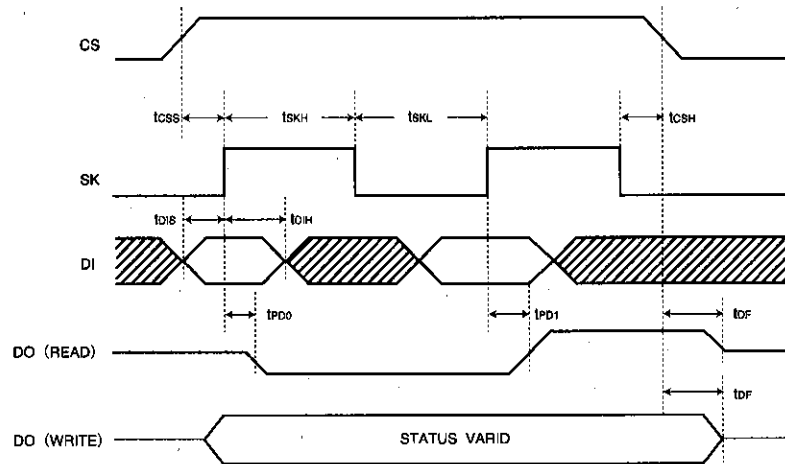 CS
tCSS tSKH tSKL tCSH
SK
tDIS tDIH
DI
tPD0 tPD1 tDF
DO (READ)
tDF
DO (WRITE) STATUS VARID